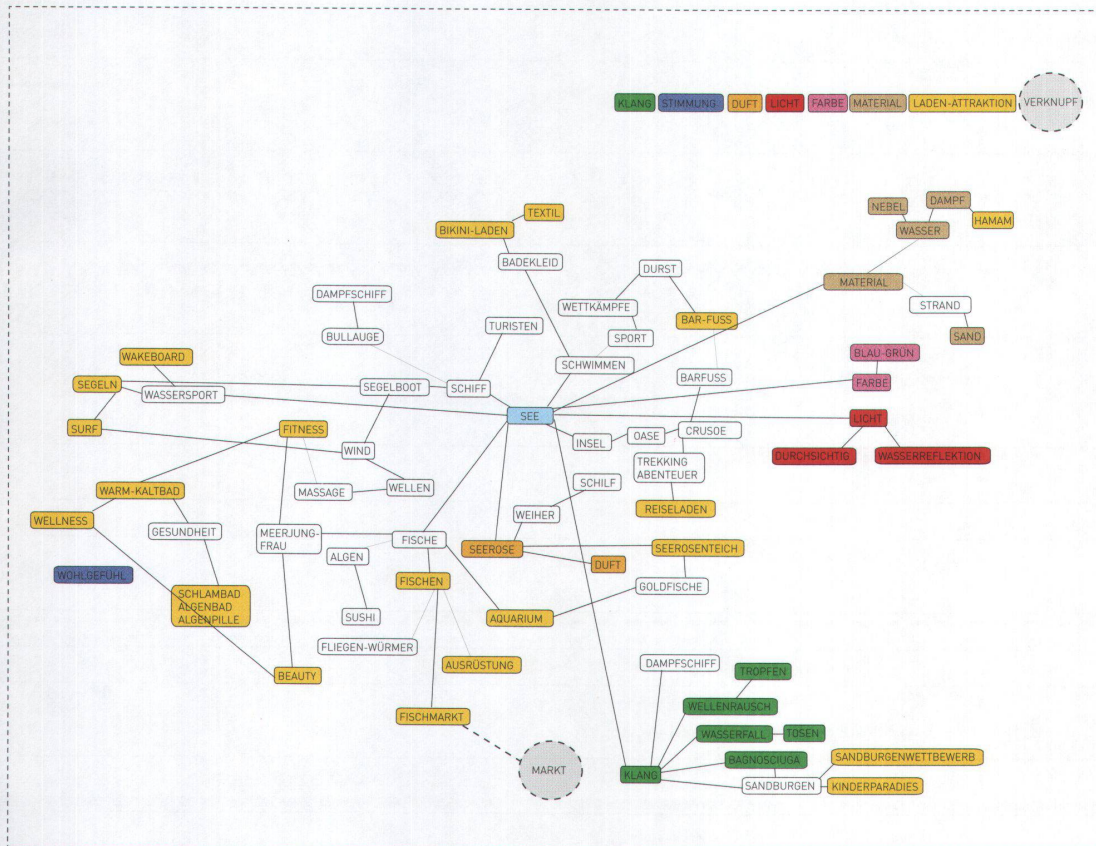 KLANG STIMMUNG DUFT LICHT FARBE MATERIAL LADEN-ATTRAKTION VERKNÜPF
NEBEL
DAMPF
HAMAM
WASSER
TEXTIL
BIKINI-LADEN
BADEKLEID
DURST
MATERIAL
DAMPFSCHIFF
WETTKÄMPFE
STRAND
BAR-FUSS
TURISTEN
BULLAUGE
SPORT
SAND
WAKEBOARD
BLAU-GRÜN
SCHWIMMEN
SEGELN
WASSERSPORT
SEGELBOOT
SCHIFF
BARFUSS
FARBE
SEE
LICHT
SURF
FITNESS
INSEL
OASE
CRUSOE
WIND
DURCHSICHTIG
WASSERREFLEKTION
TREKKING
ABENTEUER
WARM-KALTBAD
MASSAGE
WELLEN
SCHILF
REISELADEN
WELLNESS
WEIHER
GESUNDHEIT
MEERJUNG-
FRAU
FISCHE
SEEROSE
SEEROSENTEICH
ALGEN
DUFT
WOHLGEFÜHL
FISCHEN
GOLDFISCHE
SCHLAMBAD
ALGENBAD
ALGENPILLE
SUSHI
AQUARIUM
FLIEGEN-WÜRMER
AUSRÜSTUNG
DAMPFSCHIFF
BEAUTY
TROPFEN
WELLENRAUSCH
FISCHMARKT
WASSERFALL
TOSEN
BAGNOSCIUGA
SANDBURGENWETTBEWERB
MARKT
KLANG
SANDBURGEN
KINDERPARADIES